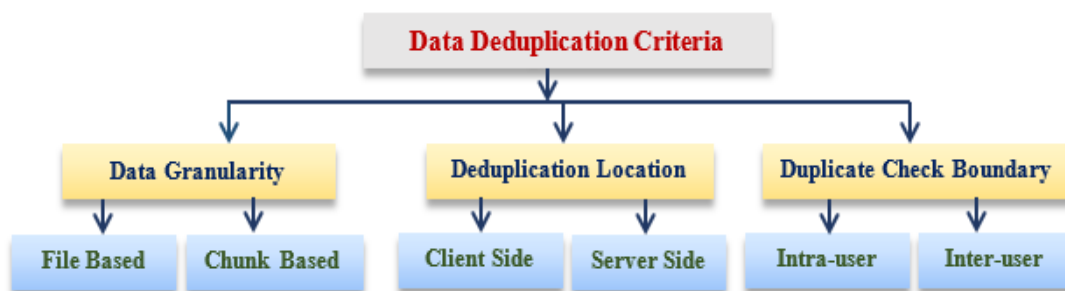 Data Deduplication Criteria
Data Granularity
Deduplication Location
Duplicate Check Boundary
File Based
Chunk Based
Client Side
Server Side
Intra-user
Inter-user